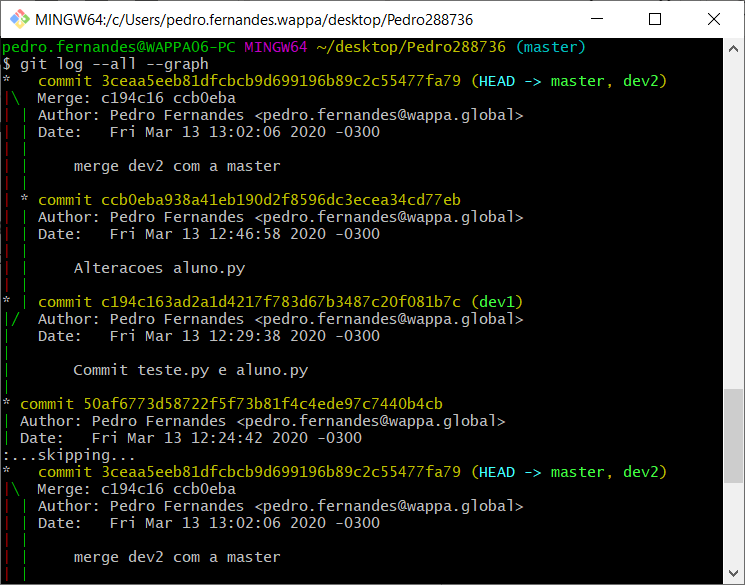 MINGW64:/c/Users/pedro.fernandes.wappa/desktop/Pedro288736
pedro.fernandes@WAPPA06-PC MINGW64 ~/desktop/Pedro288736 (master)
$ git log --all --graph
*   commit 3ceaa5eeb81dfcbcb9d699196b89c2c55477fa79 (HEAD -> master, dev2)
|\  Merge: c194c16 ccb0eba
| | Author: Pedro Fernandes <pedro.fernandes@wappa.global>
| | Date:   Fri Mar 13 13:02:06 2020 -0300
| |
| |     merge dev2 com a master
| |
| * commit ccb0eba938a41eb190d2f8596dc3ecea34cd77eb
| | Author: Pedro Fernandes <pedro.fernandes@wappa.global>
| | Date:   Fri Mar 13 12:46:58 2020 -0300
| |
| |     Alteracoes aluno.py
| |
* | commit c194c163ad2a1d4217f783d67b3487c20f081b7c (dev1)
|/  Author: Pedro Fernandes <pedro.fernandes@wappa.global>
|   Date:   Fri Mar 13 12:29:38 2020 -0300
|
|       Commit teste.py e aluno.py
|
* commit 50af6773d58722f5f73b81f4c4ede97c7440b4cb
| Author: Pedro Fernandes <pedro.fernandes@wappa.global>
| Date:   Fri Mar 13 12:24:42 2020 -0300
:...skipping...
*   commit 3ceaa5eeb81dfcbcb9d699196b89c2c55477fa79 (HEAD -> master, dev2)
|\  Merge: c194c16 ccb0eba
| | Author: Pedro Fernandes <pedro.fernandes@wappa.global>
| | Date:   Fri Mar 13 13:02:06 2020 -0300
| |
| |     merge dev2 com a master
| |